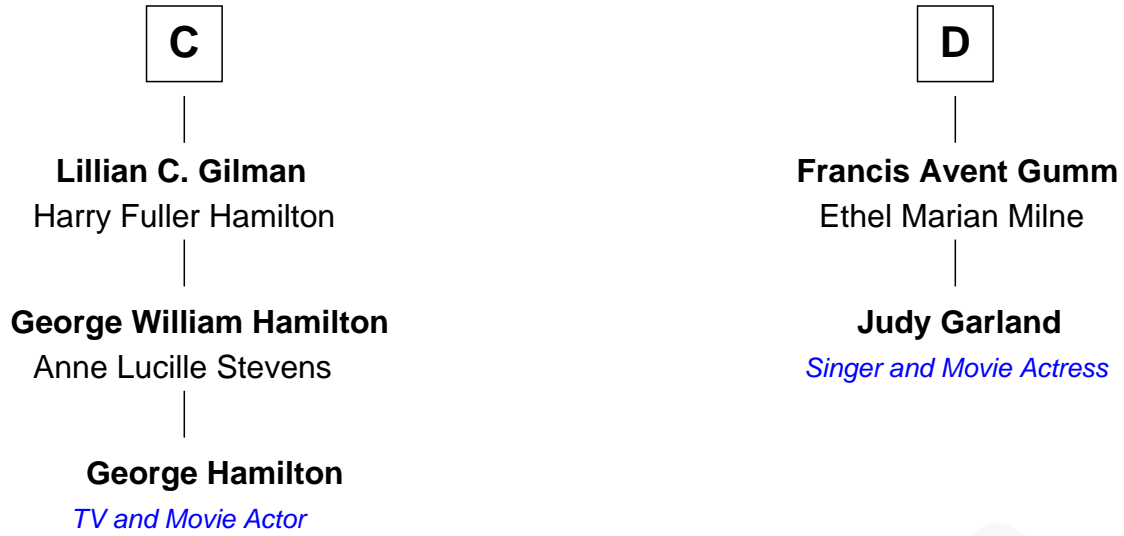 C
Lillian C. Gilman
Harry Fuller Hamilton
George William Hamilton
Anne Lucille Stevens
George Hamilton
TV and Movie Actor
D
Francis Avent Gumm
Ethel Marian Milne
Judy Garland
Singer and Movie Actress